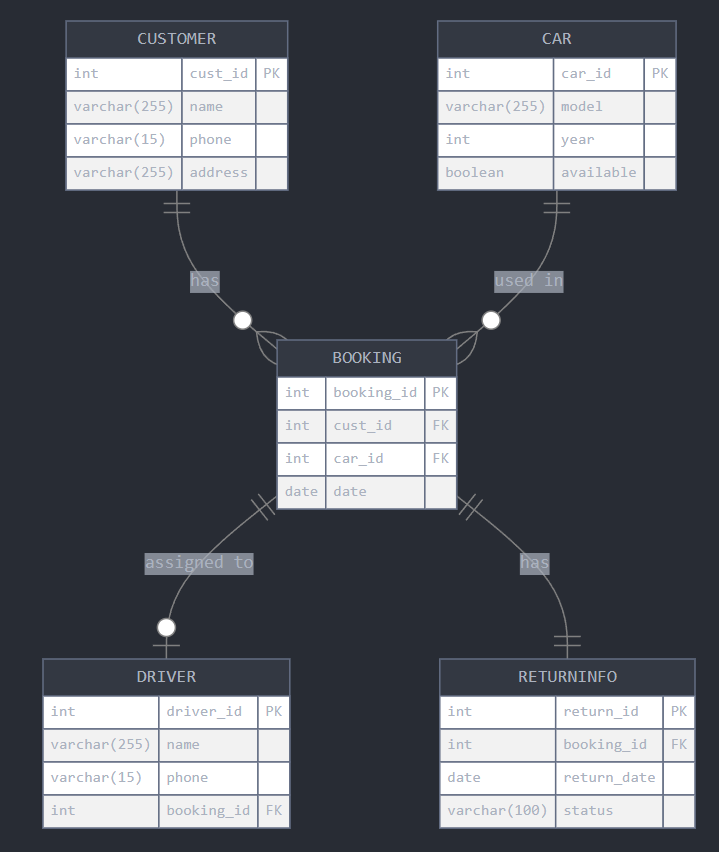 CUSTOMER
int cust_id PK
varchar(255) name
varchar(15) phone
varchar(255) address
CAR
int car_id PK
varchar(255) model
int year
boolean available
has
used in
BOOKING
int booking_id PK
int cust_id FK
int car_id FK
date date
assigned to
has
DRIVER
int driver_id PK
varchar(255) name
varchar(15) phone
int booking_id FK
RETURNINFO
int return_id PK
int booking_id FK
date return_date
varchar(100) status